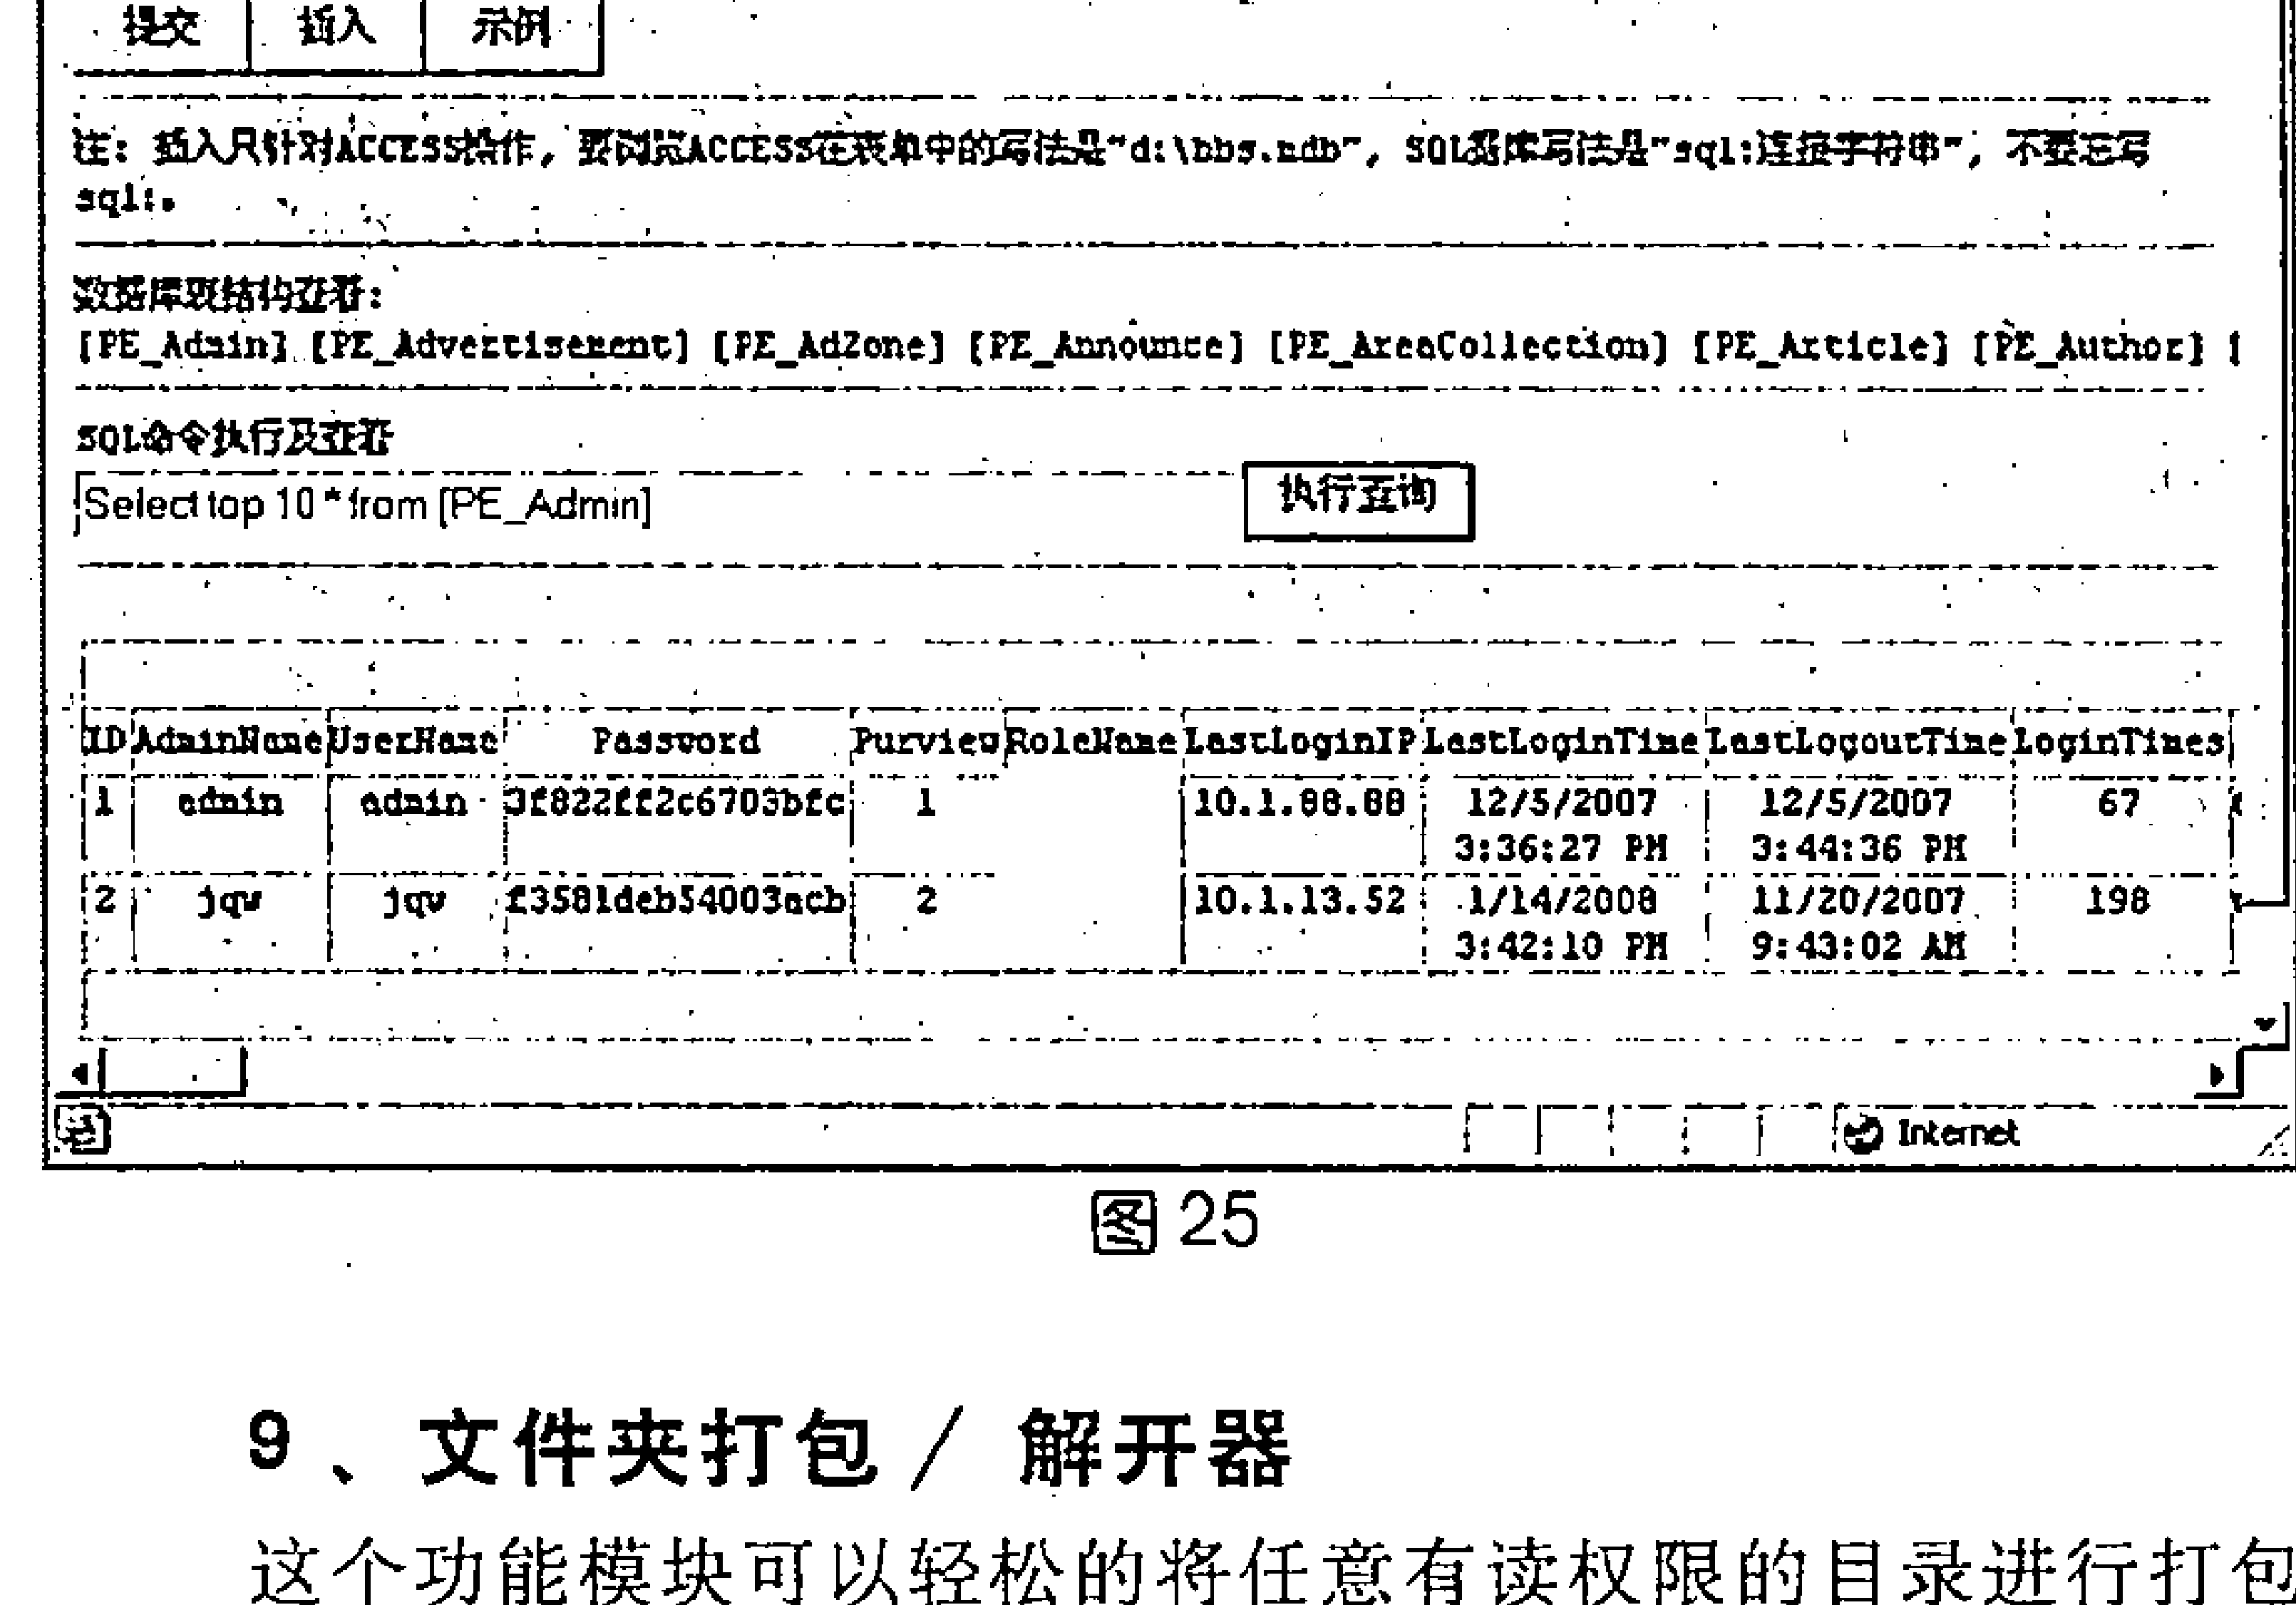 提交 插入 示例
注: 插入只针对ACCESS操作, 要浏览ACCESS在表单中的写法是"d:\bbs.mdb", SQL据库写法是"sql:连接字符串", 不要忘写
sql:。
数据库表结构查看:
[PE_Admin] [PE_Advertisement] [PE_AdZone] [PE_Announce] [PE_AreaCollection] [PE_Article] [PE_Author] [
SQL命令执行及查看
Select top 10 * from [PE_Admin] 执行查询
ID AdminName UserName Password Purview RoleName LastLoginIP LastLoginTime LastLogoutTime LoginTimes
1 admin admin 3f822ff2c6703bfc 1 10.1.88.88 12/5/2007 12/5/2007 67
3:36:27 PM 3:44:36 PM
2 jqw jqw f3581deb54003acb 2 10.1.13.52 1/14/2008 11/20/2007 198
3:42:10 PM 9:43:02 AM
Internet
图 25
9、文件夹打包 / 解开器
这个功能模块可以轻松的将任意有读权限的目录进行打包